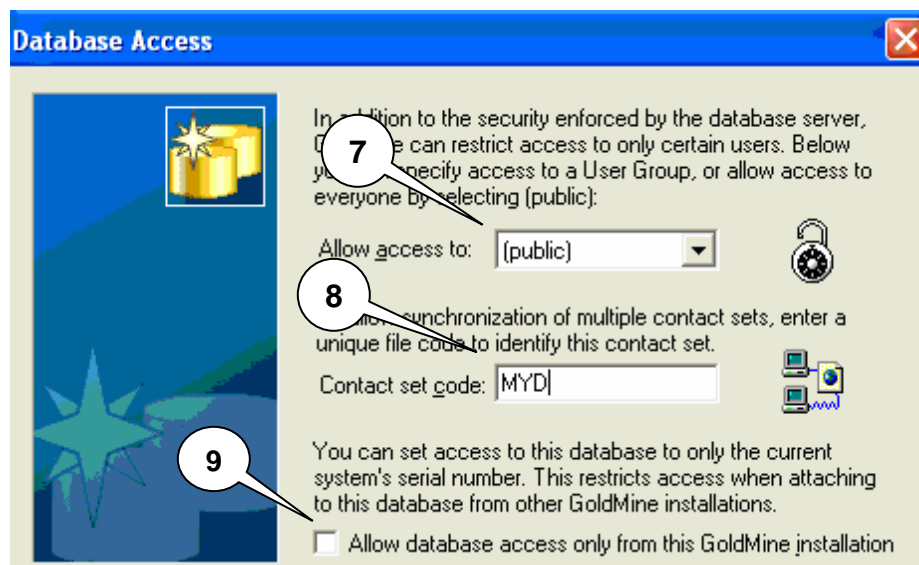 Database Access
In addition to the security enforced by the database server,
can restrict access to only certain users. Below
specify access to a User Group, or allow access to
everyone by selecting (public):
7
Allow access to: (public)
8
synchronization of multiple contact sets, enter a
unique file code to identify this contact set.
Contact set code: MYD
You can set access to this database to only the current
system's serial number. This restricts access when attaching
to this database from other GoldMine installations.
9
Allow database access only from this GoldMine installation